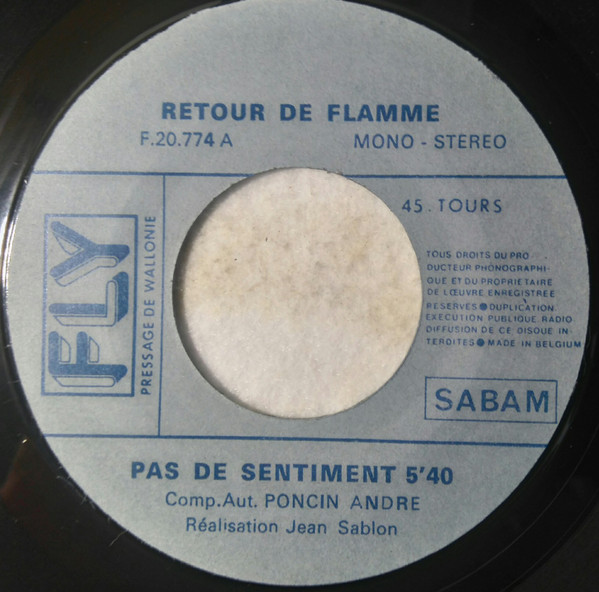 RETOUR DE FLAMME
F.20.774 A
MONO - STEREO
45. TOURS
FLY
PRESSAGE DE WALLONIE
TOUS DROITS DU PRO
DUCTEUR PHONOGRAPHI-
QUE ET DU PROPRIETAIRE
DE LŒUVRE ENREGISTREE
RESERVES●DUPLICATION
EXECUTION PUBLIQUE RADIO
DIFFUSION DE CE DISQUE IN-
TERDITES●MADE IN BELGIUM
SABAM
PAS DE SENTIMENT 5'40
Comp.Aut. PONCIN ANDRE
Réalisation Jean Sablon